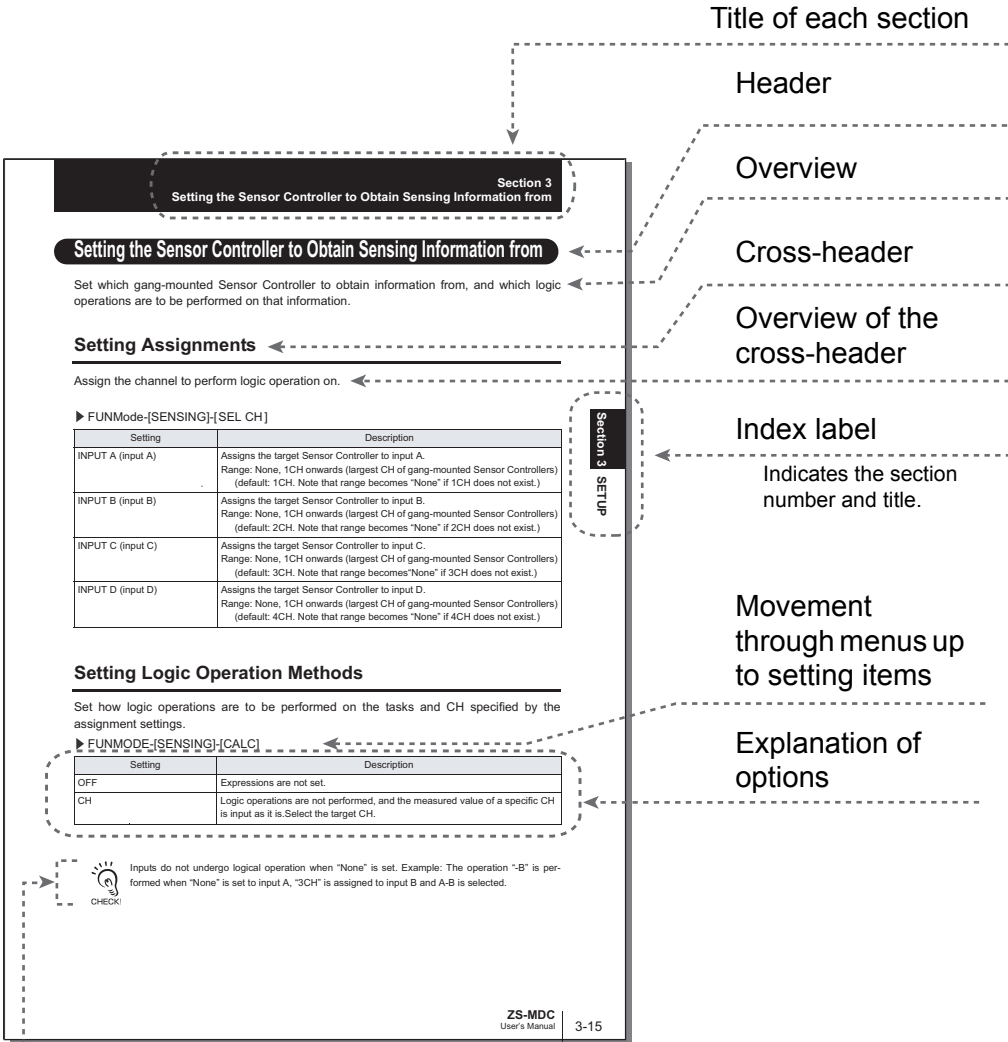 Title of each section
Header
Overview
Cross-header
Overview of the
cross-header
Index label
Indicates the section
number and title.
Movement
through menus up
to setting items
Explanation of
options
Section 3
Setting the Sensor Controller to Obtain Sensing Information from
Setting the Sensor Controller to Obtain Sensing Information from
Set which gang-mounted Sensor Controller to obtain information from, and which logic
operations are to be performed on that information.
Setting Assignments
Assign the channel to perform logic operation on.
FUNMode-[SENSING]-[SEL CH]
Setting Description
INPUT A (input A) Assigns the target Sensor Controller to input A.
Range: None, 1CH onwards (largest CH of gang-mounted Sensor Controllers)
(default: 1CH. Note that range becomes “None” if 1CH does not exist.)
INPUT B (input B) Assigns the target Sensor Controller to input B.
Range: None, 1CH onwards (largest CH of gang-mounted Sensor Controllers)
(default: 2CH. Note that range becomes “None” if 2CH does not exist.)
INPUT C (input C) Assigns the target Sensor Controller to input C.
Range: None, 1CH onwards (largest CH of gang-mounted Sensor Controllers)
(default: 3CH. Note that range becomes“None” if 3CH does not exist.)
INPUT D (input D) Assigns the target Sensor Controller to input D.
Range: None, 1CH onwards (largest CH of gang-mounted Sensor Controllers)
(default: 4CH. Note that range becomes “None” if 4CH does not exist.)
Section 3 SETUP
Setting Logic Operation Methods
Set how logic operations are to be performed on the tasks and CH specified by the
assignment settings.
FUNMODE-[SENSING]-[CALC]
Setting Description
OFF Expressions are not set.
CH Logic operations are not performed, and the measured value of a specific CH
is input as it is.Select the target CH.
Inputs do not undergo logical operation when “None” is set. Example: The operation “-B” is per-
formed when “None” is set to input A, “3CH” is assigned to input B and A-B is selected.
CHECK!
ZS-MDC
User's Manual
3-15